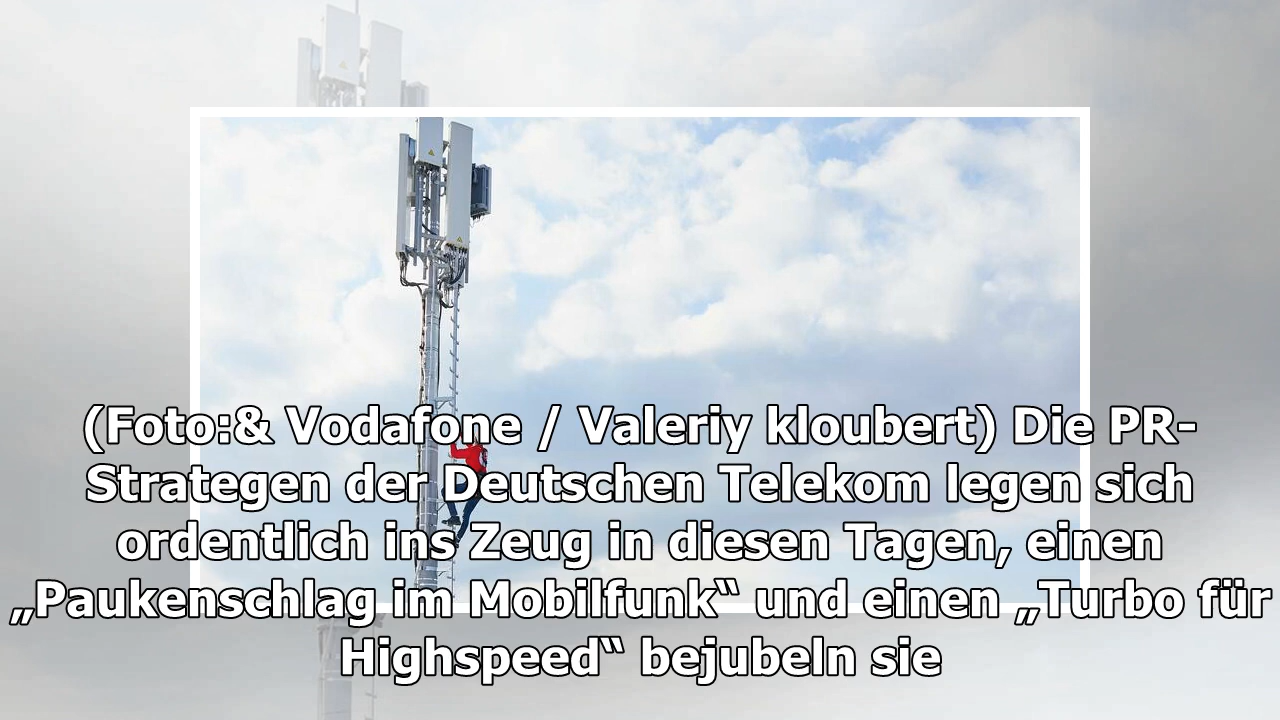 (Foto:& Vodafone / Valeriy kloubert) Die PR-
Strategen der Deutschen Telekom legen sich
ordentlich ins Zeug in diesen Tagen, einen
„Paukenschlag im Mobilfunk“ und einen „Turbo für
Highspeed“ bejubeln sie